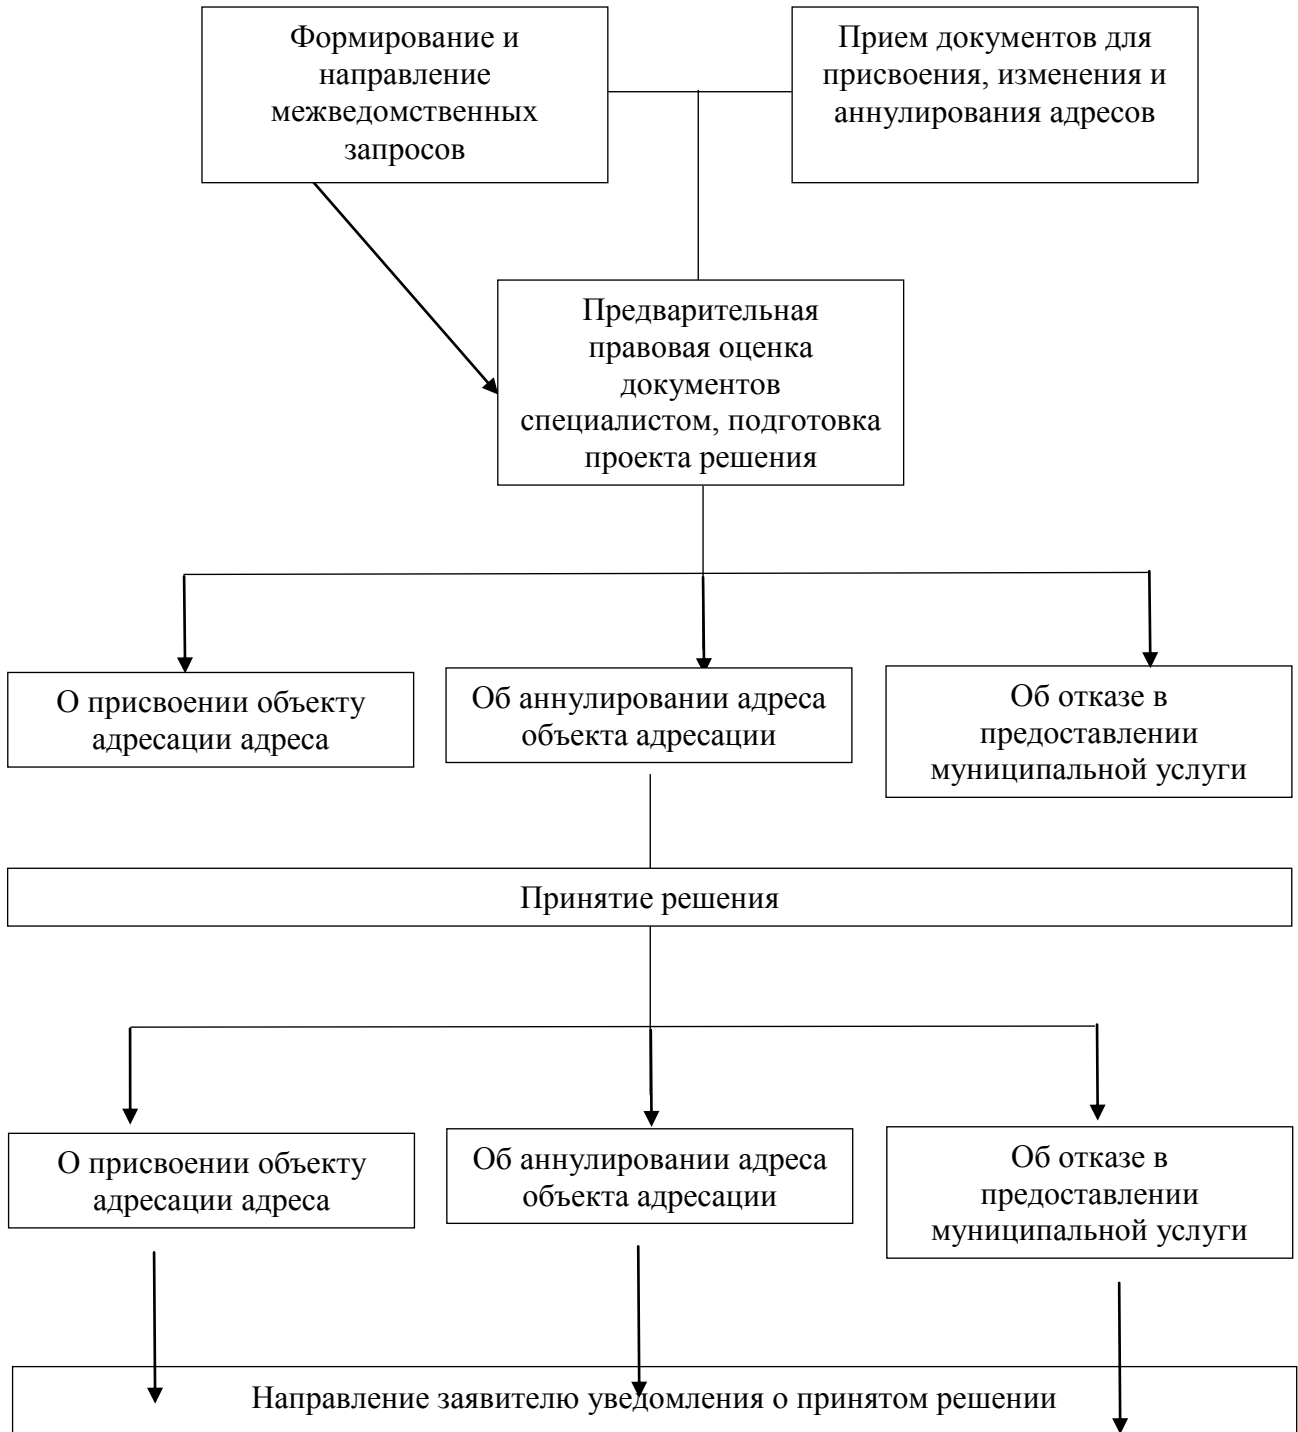 Формирование и
направление
межведомственных
запросов
Прием документов для
присвоения, изменения и
аннулирования адресов
Предварительная
правовая оценка
документов
специалистом, подготовка
проекта решения
О присвоении объекту
адресации адреса
Об аннулировании адреса
объекта адресации
Об отказе в
предоставлении
муниципальной услуги
Принятие решения
О присвоении объекту
адресации адреса
Об аннулировании адреса
объекта адресации
Об отказе в
предоставлении
муниципальной услуги
Направление заявителю уведомления о принятом решении